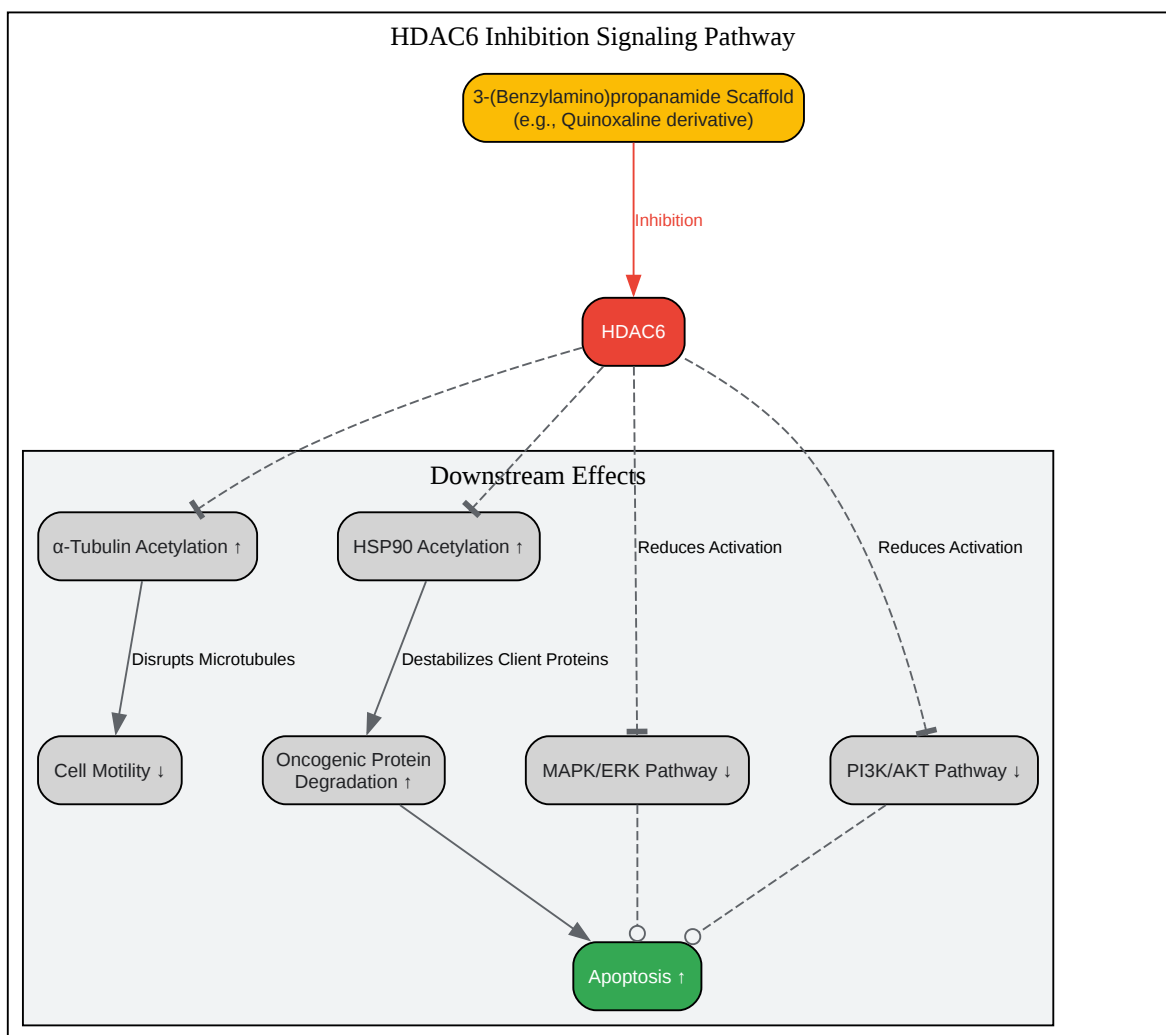 HDAC6 Inhibition Signaling Pathway
3-(Benzylamino)propanamide Scaffold
(e.g., Quinoxaline derivative)
Inhibition
HDAC6
Downstream Effects
α-Tubulin Acetylation ↑
HSP90 Acetylation ↑
Reduces Activation
Reduces Activation
Disrupts Microtubules
Destabilizes Client Proteins
Cell Motility ↓
Oncogenic Protein
Degradation ↑
MAPK/ERK Pathway ↓
PI3K/AKT Pathway ↓
Apoptosis ↑